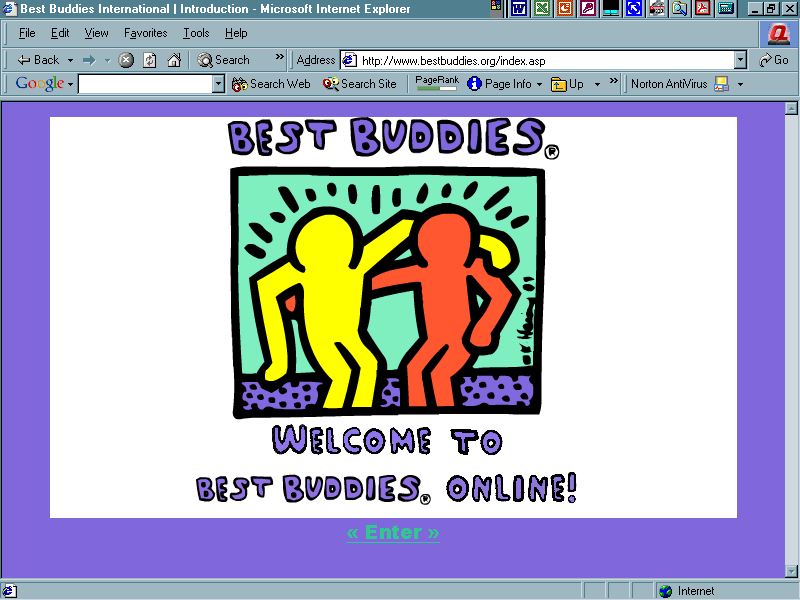 Best Buddies International | Introduction - Microsoft Internet Explorer
File Edit View Favorites Tools Help
Back Search » Address http://www.bestbuddies.org/index.asp Go
Google Search Web Search Site PageRank Page Info Up » Norton AntiVirus
BEST BUDDIES®
WELCOME TO
BEST BUDDIES® ONLINE!
« Enter »
Internet